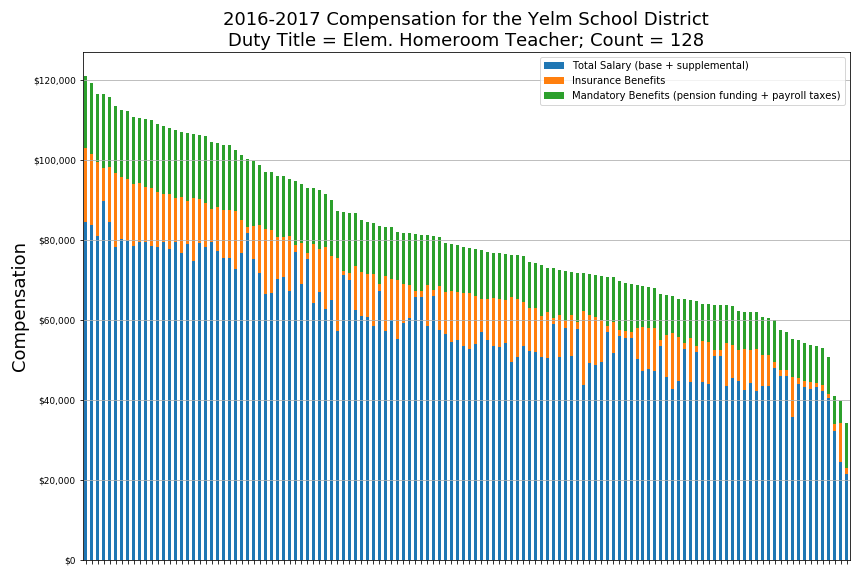 2016-2017 Compensation for the Yelm School District
Duty Title = Elem. Homeroom Teacher; Count = 128
Total Salary (base + supplemental)
Insurance Benefits
Mandatory Benefits (pension funding + payroll taxes)
Compensation
$120,000
$100,000
$80,000
$60,000
$40,000
$20,000
$0